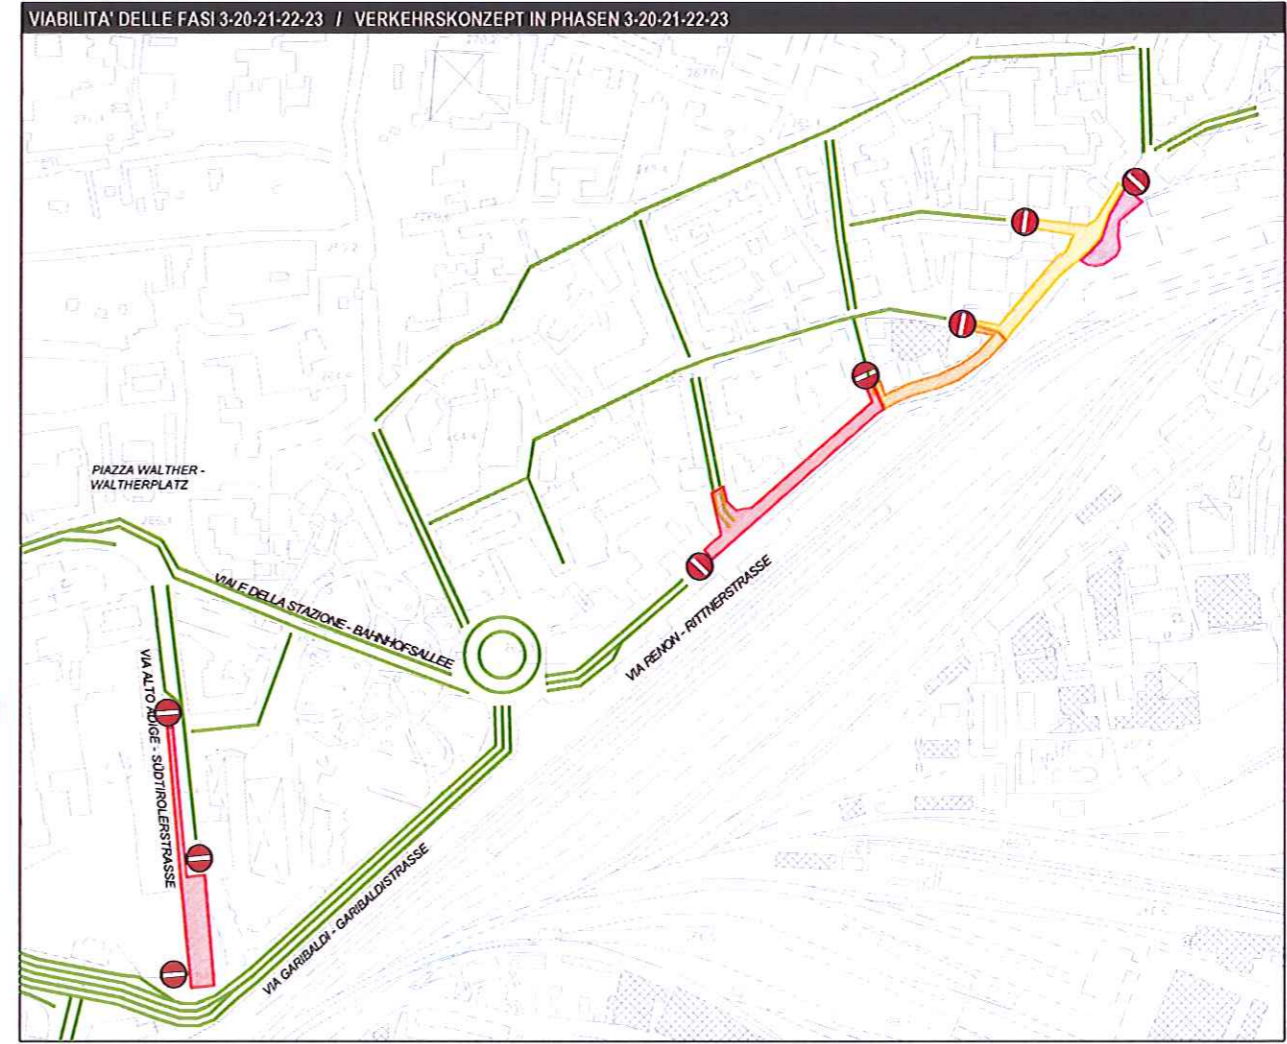 VIABILITA' DELLE FASI 3-20-21-22-23 / VERKEHRSKONZEPT IN PHASEN 3-20-21-22-23
PIAZZA WALTHER -
WALTHERPLATZ
VIALE DELLA STAZIONE - BAHNHOFSALLEE
VIA RENON - RITTNERSTRASSE
VIA ALTO ADIGE - SÜDTIROLERSTRASSE
VIA GARIBALDI - GARIBALDISTRASSE